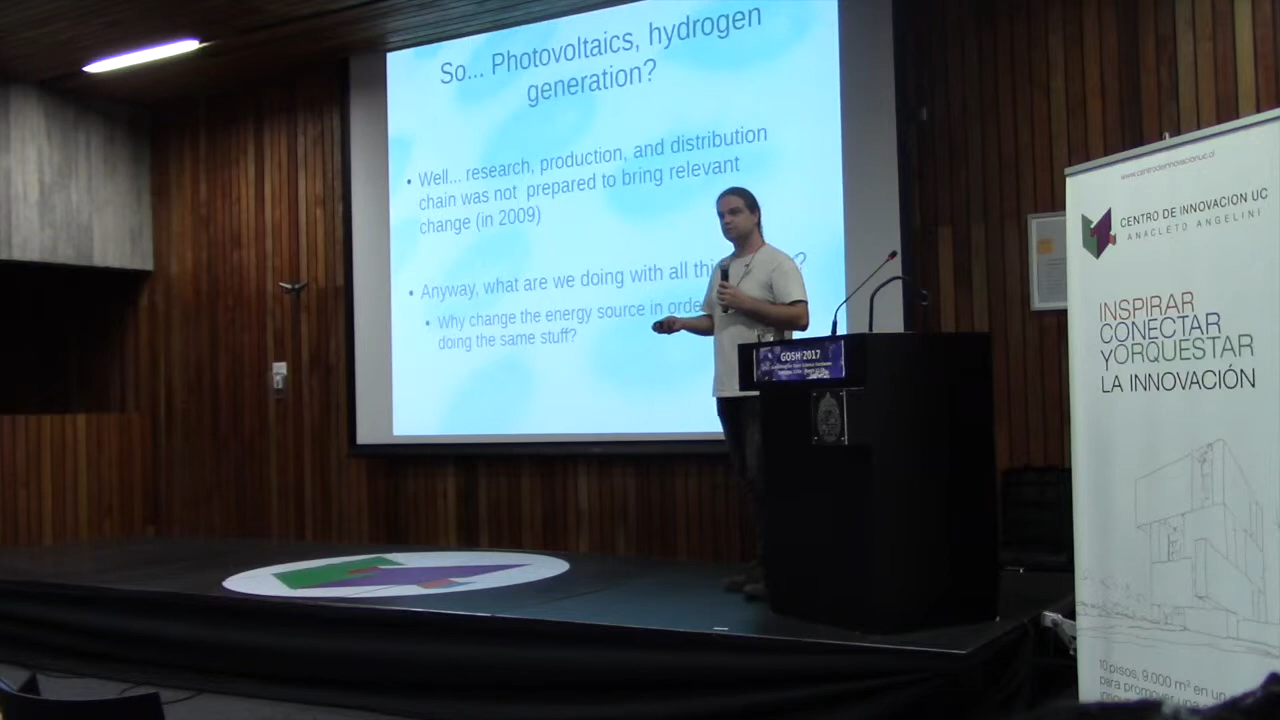 So... Photovoltaics, hydrogen
generation?
• Well... research, production, and distribution
chain was not prepared to bring relevant
change (in 2009)
• Anyway, what are we doing with all thi ?
• Why change the energy source in orde
doing the same stuff?
GOSH 2017
www.centrodeinnovacionuc.cl
CENTRO DE INNOVACION UC
ANACLETO ANGELINI
INSPIRAR
CONECTAR
YORQUESTAR
LA INNOVACIÓN
10 pisos, 9.000 m² en un
para promover una